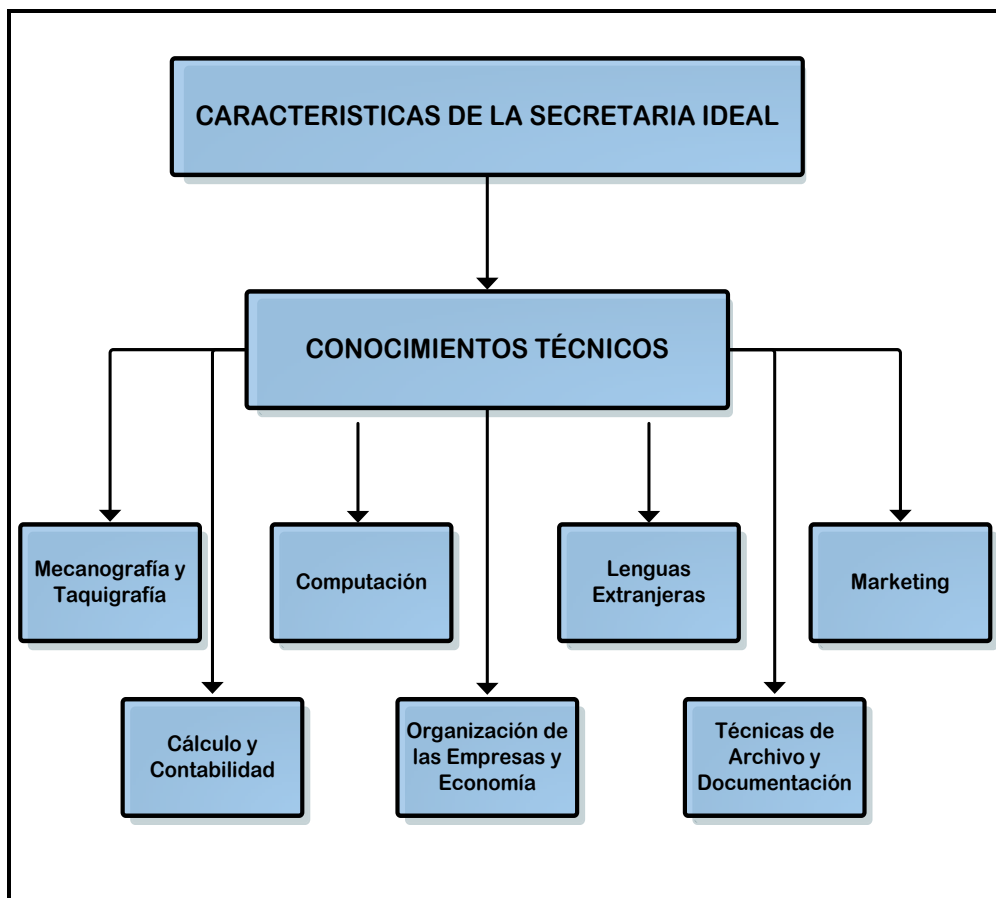 CARACTERISTICAS DE LA SECRETARIA IDEAL
CONOCIMIENTOS TÉCNICOS
Mecanografía y
Taquigrafía
Computación
Lenguas
Extranjeras
Marketing
Cálculo y
Contabilidad
Organización de
las Empresas y
Economía
Técnicas de
Archivo y
Documentación